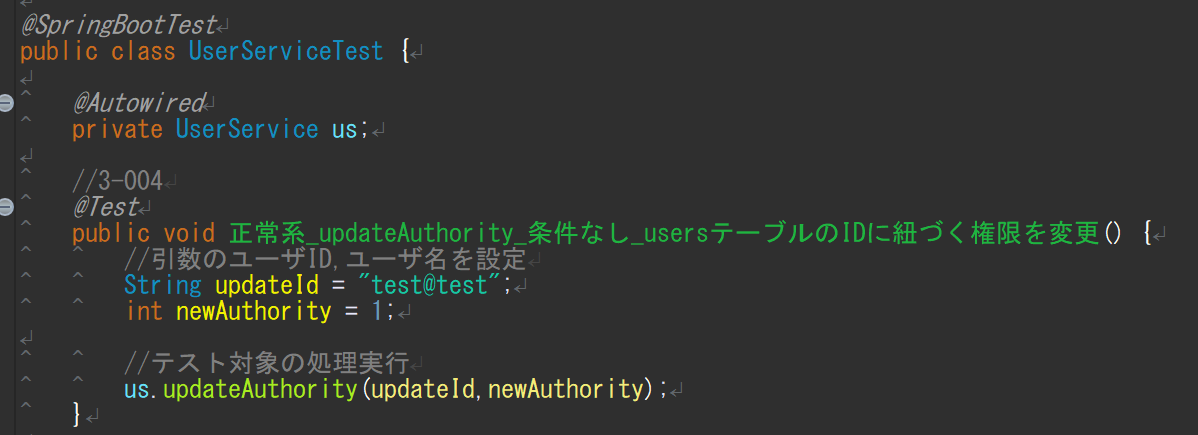 @SpringBootTest
public class UserServiceTest {
@Autowired
private UserService us;
//3-004
@Test
public void 正常系_updateAuthority_条件なし_usersテーブルのIDに紐づく権限を変更() {
//引数のユーザID,ユーザ名を設定
String updateId = "test@test";
int newAuthority = 1;
//テスト対象の処理実行
us.updateAuthority(updateId,newAuthority);
}